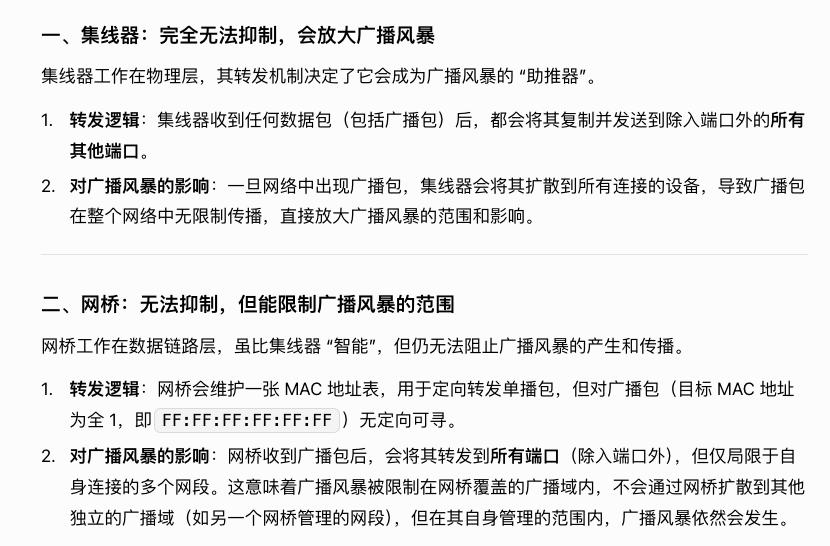 一、集线器：完全无法抑制，会放大广播风暴
集线器工作在物理层，其转发机制决定了它会成为广播风暴的 “助推器”。
1. 转发逻辑：集线器收到任何数据包（包括广播包）后，都会将其复制并发送到除入端口外的所有
其他端口。
2. 对广播风暴的影响：一旦网络中出现广播包，集线器会将其扩散到所有连接的设备，导致广播包
在整个网络中无限制传播，直接放大广播风暴的范围和影响。
二、网桥：无法抑制，但能限制广播风暴的范围
网桥工作在数据链路层，虽比集线器 “智能”，但仍无法阻止广播风暴的产生和传播。
1. 转发逻辑：网桥会维护一张 MAC 地址表，用于定向转发单播包，但对广播包（目标 MAC 地址
为全 1，即 FF:FF:FF:FF:FF:FF ）无定向可寻。
2. 对广播风暴的影响：网桥收到广播包后，会将其转发到所有端口（除入端口外），但仅局限于自
身连接的多个网段。这意味着广播风暴被限制在网桥覆盖的广播域内，不会通过网桥扩散到其他
独立的广播域（如另一个网桥管理的网段），但在其自身管理的范围内，广播风暴依然会发生。